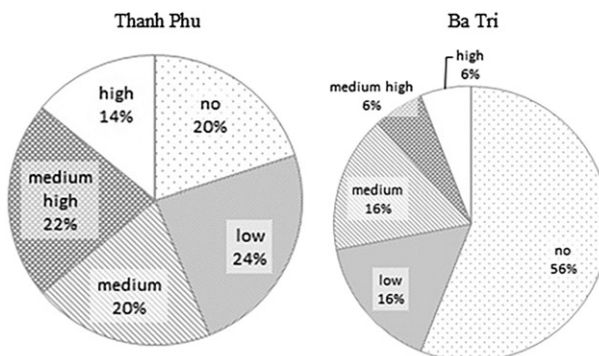 Thanh Phu
high
14%
no
20%
medium
high
22%
low
24%
medium
20%
Ba Tri
high
6%
medium high
6%
medium
16%
low
16%
no
56%